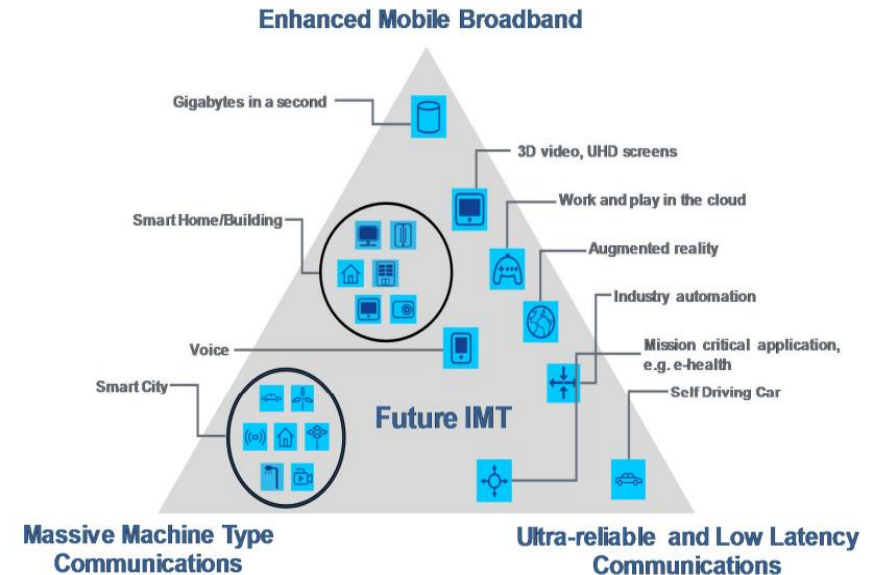 Enhanced Mobile Broadband
Gigabytes in a second
3D video, UHD screens
Work and play in the cloud
Smart Home/Building
Augmented reality
Industry automation
Mission critical application,
e.g. e-health
Voice
Smart City
Self Driving Car
Future IMT
Massive Machine Type
Communications
Ultra-reliable and Low Latency
Communications